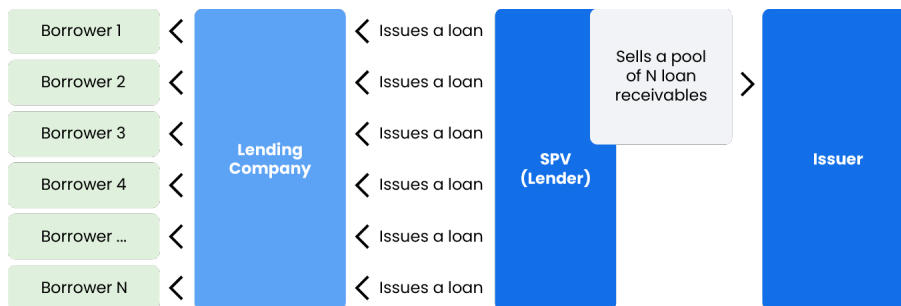 Borrower 1
Issues a loan
Borrower 2
Issues a loan
Borrower 3
Issues a loan
Borrower 4
Issues a loan
Borrower ...
Issues a loan
Borrower N
Issues a loan
Lending
Company
SPV
(Lender)
Sells a pool
of N loan
receivables
Issuer